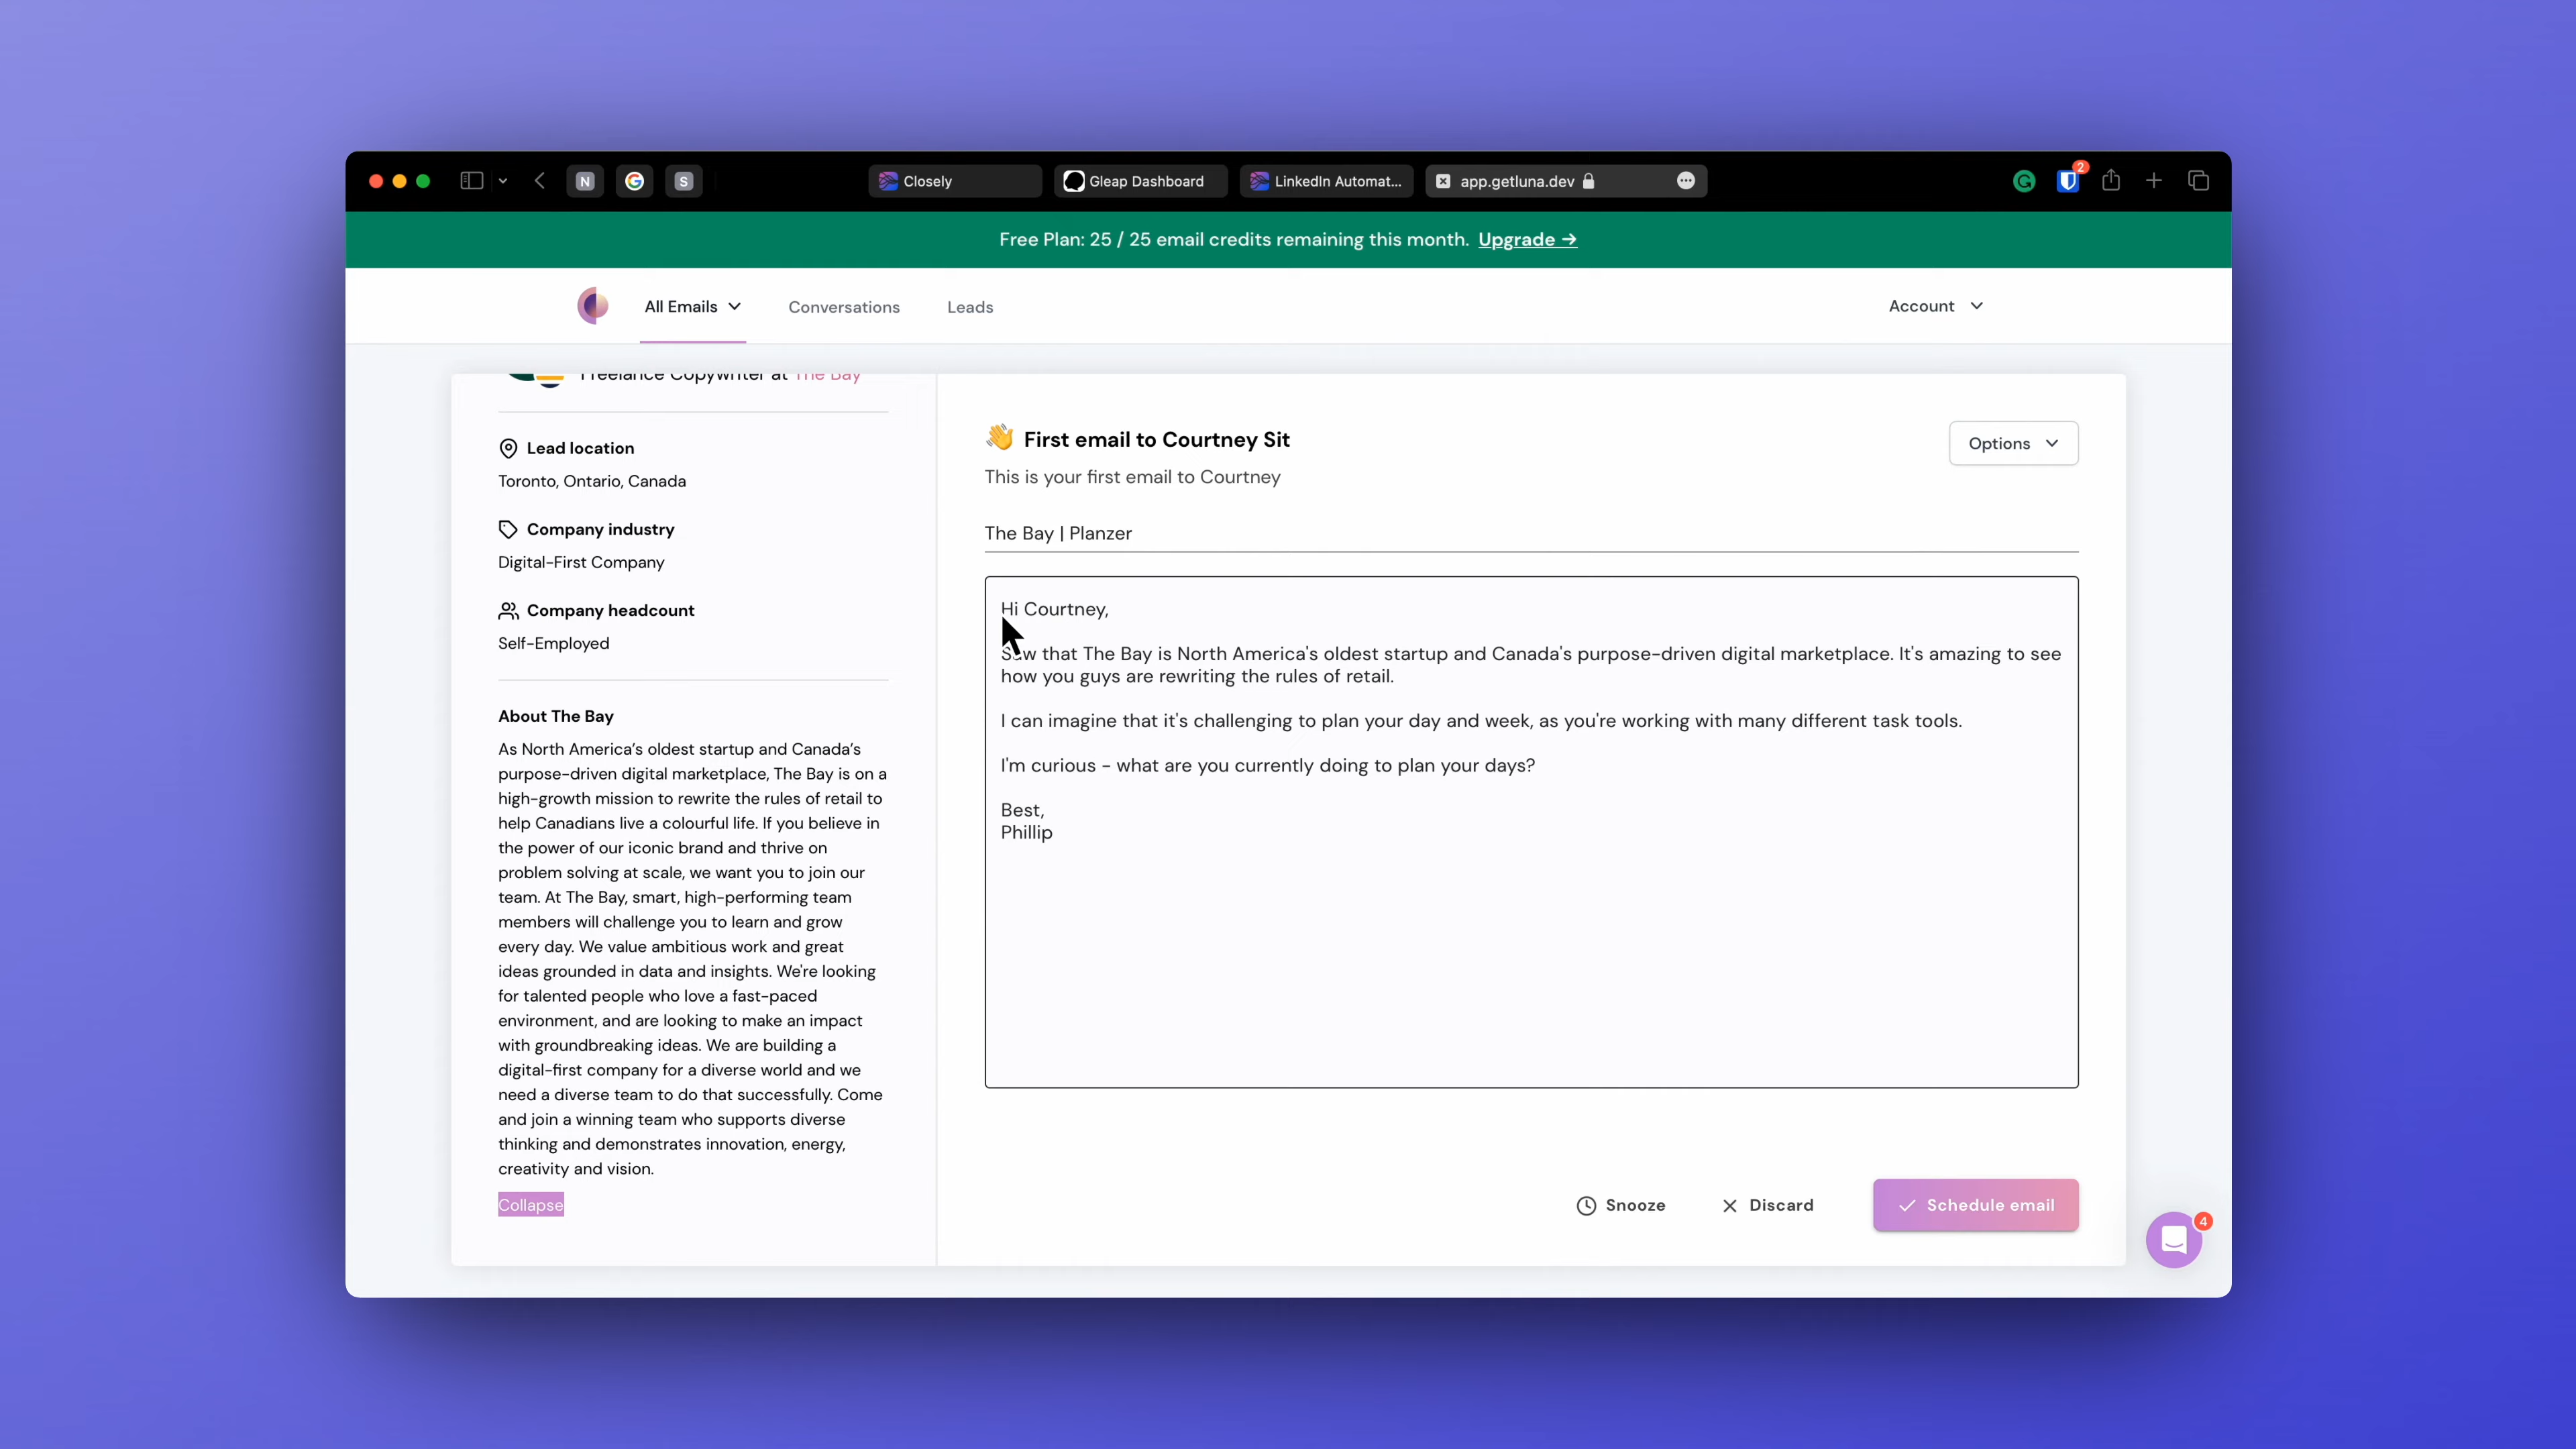 N
G
S
Closely
Gleap Dashboard
LinkedIn Automat...
app.getluna.dev
2
Free Plan: 25 / 25 email credits remaining this month. Upgrade →
All Emails
Conversations
Leads
Account
Freelance Copywriter at The Bay
Lead location
Toronto, Ontario, Canada
Company industry
Digital-First Company
Company headcount
Self-Employed
About The Bay
As North America's oldest startup and Canada's
purpose-driven digital marketplace, The Bay is on a
high-growth mission to rewrite the rules of retail to
help Canadians live a colourful life. If you believe in
the power of our iconic brand and thrive on
problem solving at scale, we want you to join our
team. At The Bay, smart, high-performing team
members will challenge you to learn and grow
every day. We value ambitious work and great
ideas grounded in data and insights. We're looking
for talented people who love a fast-paced
environment, and are looking to make an impact
with groundbreaking ideas. We are building a
digital-first company for a diverse world and we
need a diverse team to do that successfully. Come
and join a winning team who supports diverse
thinking and demonstrates innovation, energy,
creativity and vision.
Collapse
👋 First email to Courtney Sit
Options
This is your first email to Courtney
The Bay | Planzer
Hi Courtney,
Saw that The Bay is North America's oldest startup and Canada's purpose-driven digital marketplace. It's amazing to see
how you guys are rewriting the rules of retail.
I can imagine that it's challenging to plan your day and week, as you're working with many different task tools.
I'm curious - what are you currently doing to plan your days?
Best,
Phillip
Snooze
Discard
Schedule email
4